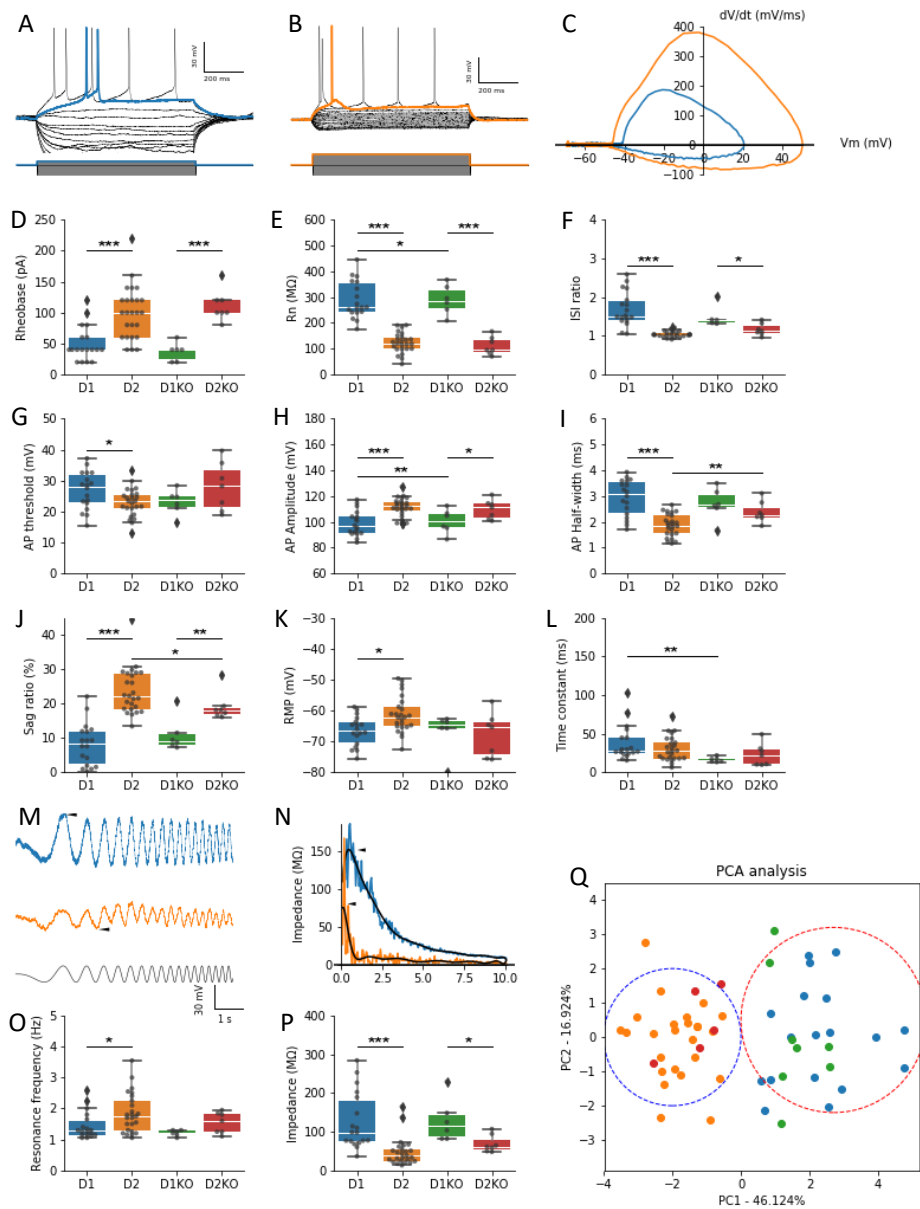 A
30 mV
200 ms
B
30 mV
200 ms
C
dV/dt (mV/ms)
400
300
200
100
0
−100
−60 −40 −20 0 20 40
Vm (mV)
D
Rheobase (pA)
250
200
150
100
50
0
*** ***
D1 D2 D1KO D2KO
E
Rn (MΩ)
600
500
400
300
200
100
0
*** ***
*
D1 D2 D1KO D2KO
F
ISI ratio
4
3
2
1
0
*** *
D1 D2 D1KO D2KO
G
AP threshold (mV)
50
40
30
20
10
0
*
D1 D2 D1KO D2KO
H
AP Amplitude (mV)
180
160
140
120
100
80
60
*** *
**
D1 D2 D1KO D2KO
I
AP Half-width (ms)
6
5
4
3
2
1
0
***
**
D1 D2 D1KO D2KO
J
Sag ratio (%)
40
30
20
10
0
*** **
*
D1 D2 D1KO D2KO
K
RMP (mV)
−30
−40
−50
−60
−70
−80
*
D1 D2 D1KO D2KO
L
Time constant (ms)
200
150
100
50
0
**
D1 D2 D1KO D2KO
M
30 mV
1 s
N
Impedance (MΩ)
150
100
50
0
0.0 2.5 5.0 7.5 10.0
O
Resonance frequency (Hz)
5
4
3
2
1
0
*
D1 D2 D1KO D2KO
P
Impedance (MΩ)
400
300
200
100
0
*** *
D1 D2 D1KO D2KO
Q
PCA analysis
PC2 - 16.924%
4
3
2
1
0
−1
−2
−3
−4 −2 0 2 4
PC1 - 46.124%